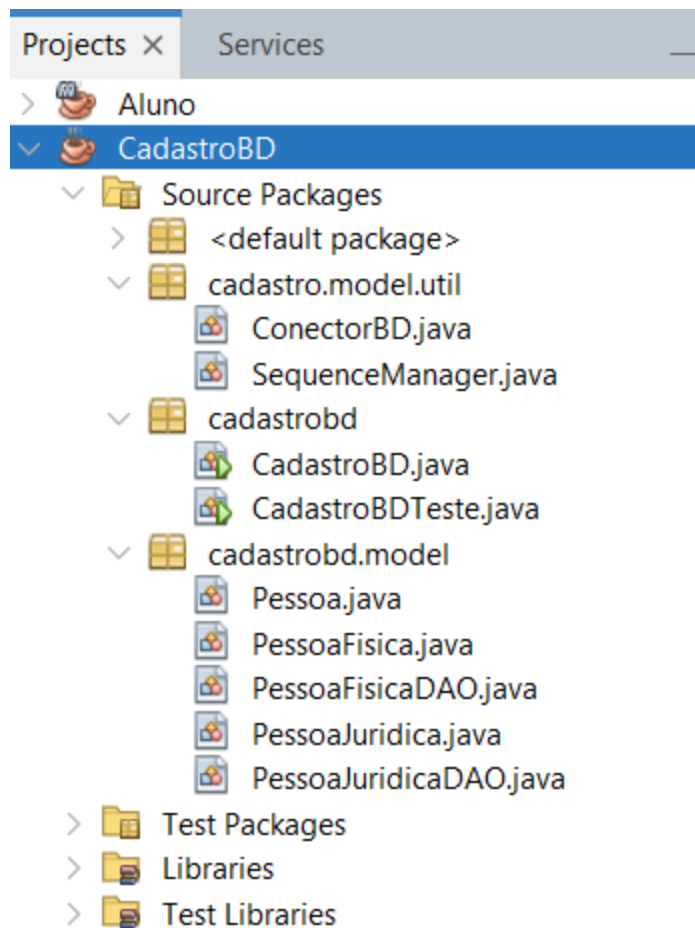 Projects × Services
Aluno
CadastroBD
Source Packages
<default package>
cadastro.model.util
ConectorBD.java
SequenceManager.java
cadastrobd
CadastroBD.java
CadastroBDTeste.java
cadastrobd.model
Pessoa.java
PessoaFisica.java
PessoaFisicaDAO.java
PessoaJuridica.java
PessoaJuridicaDAO.java
Test Packages
Libraries
Test Libraries